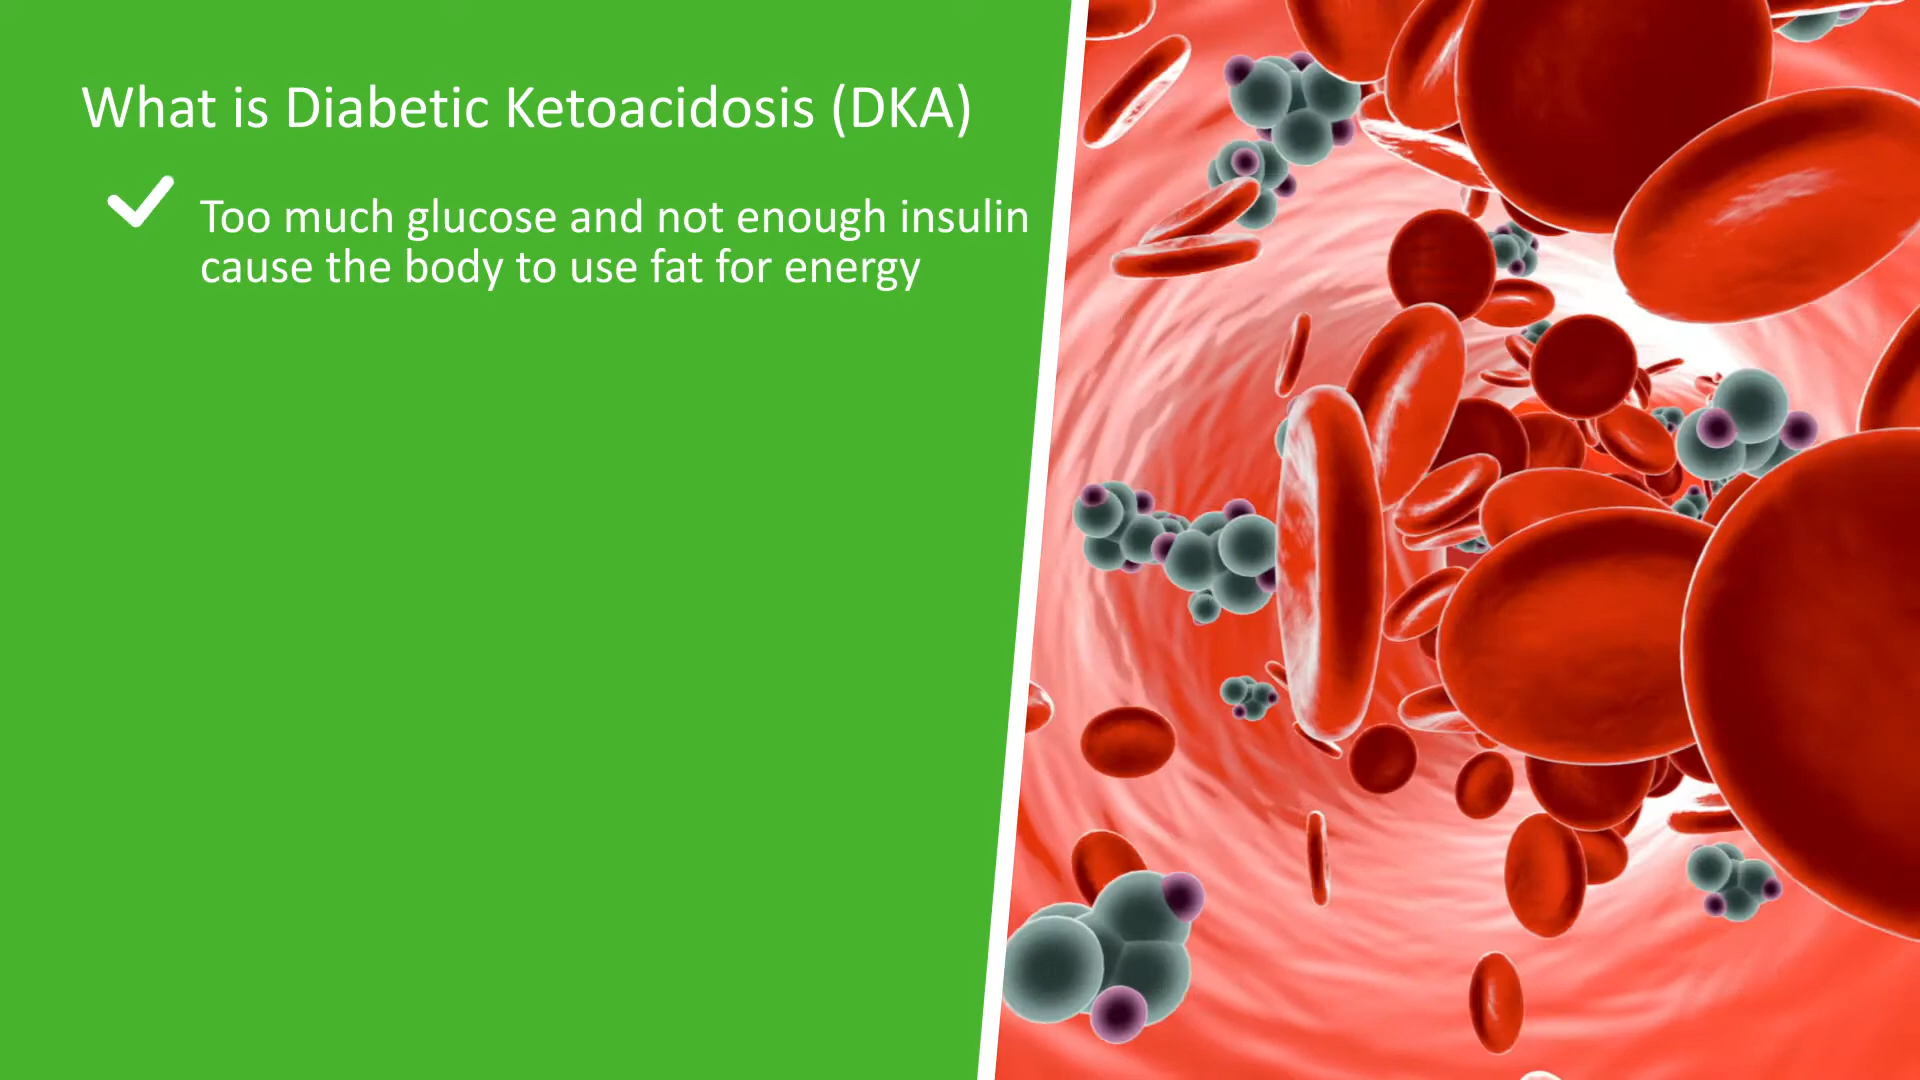 What is Diabetic Ketoacidosis (DKA)
Too much glucose and not enough insulin
cause the body to use fat for energy